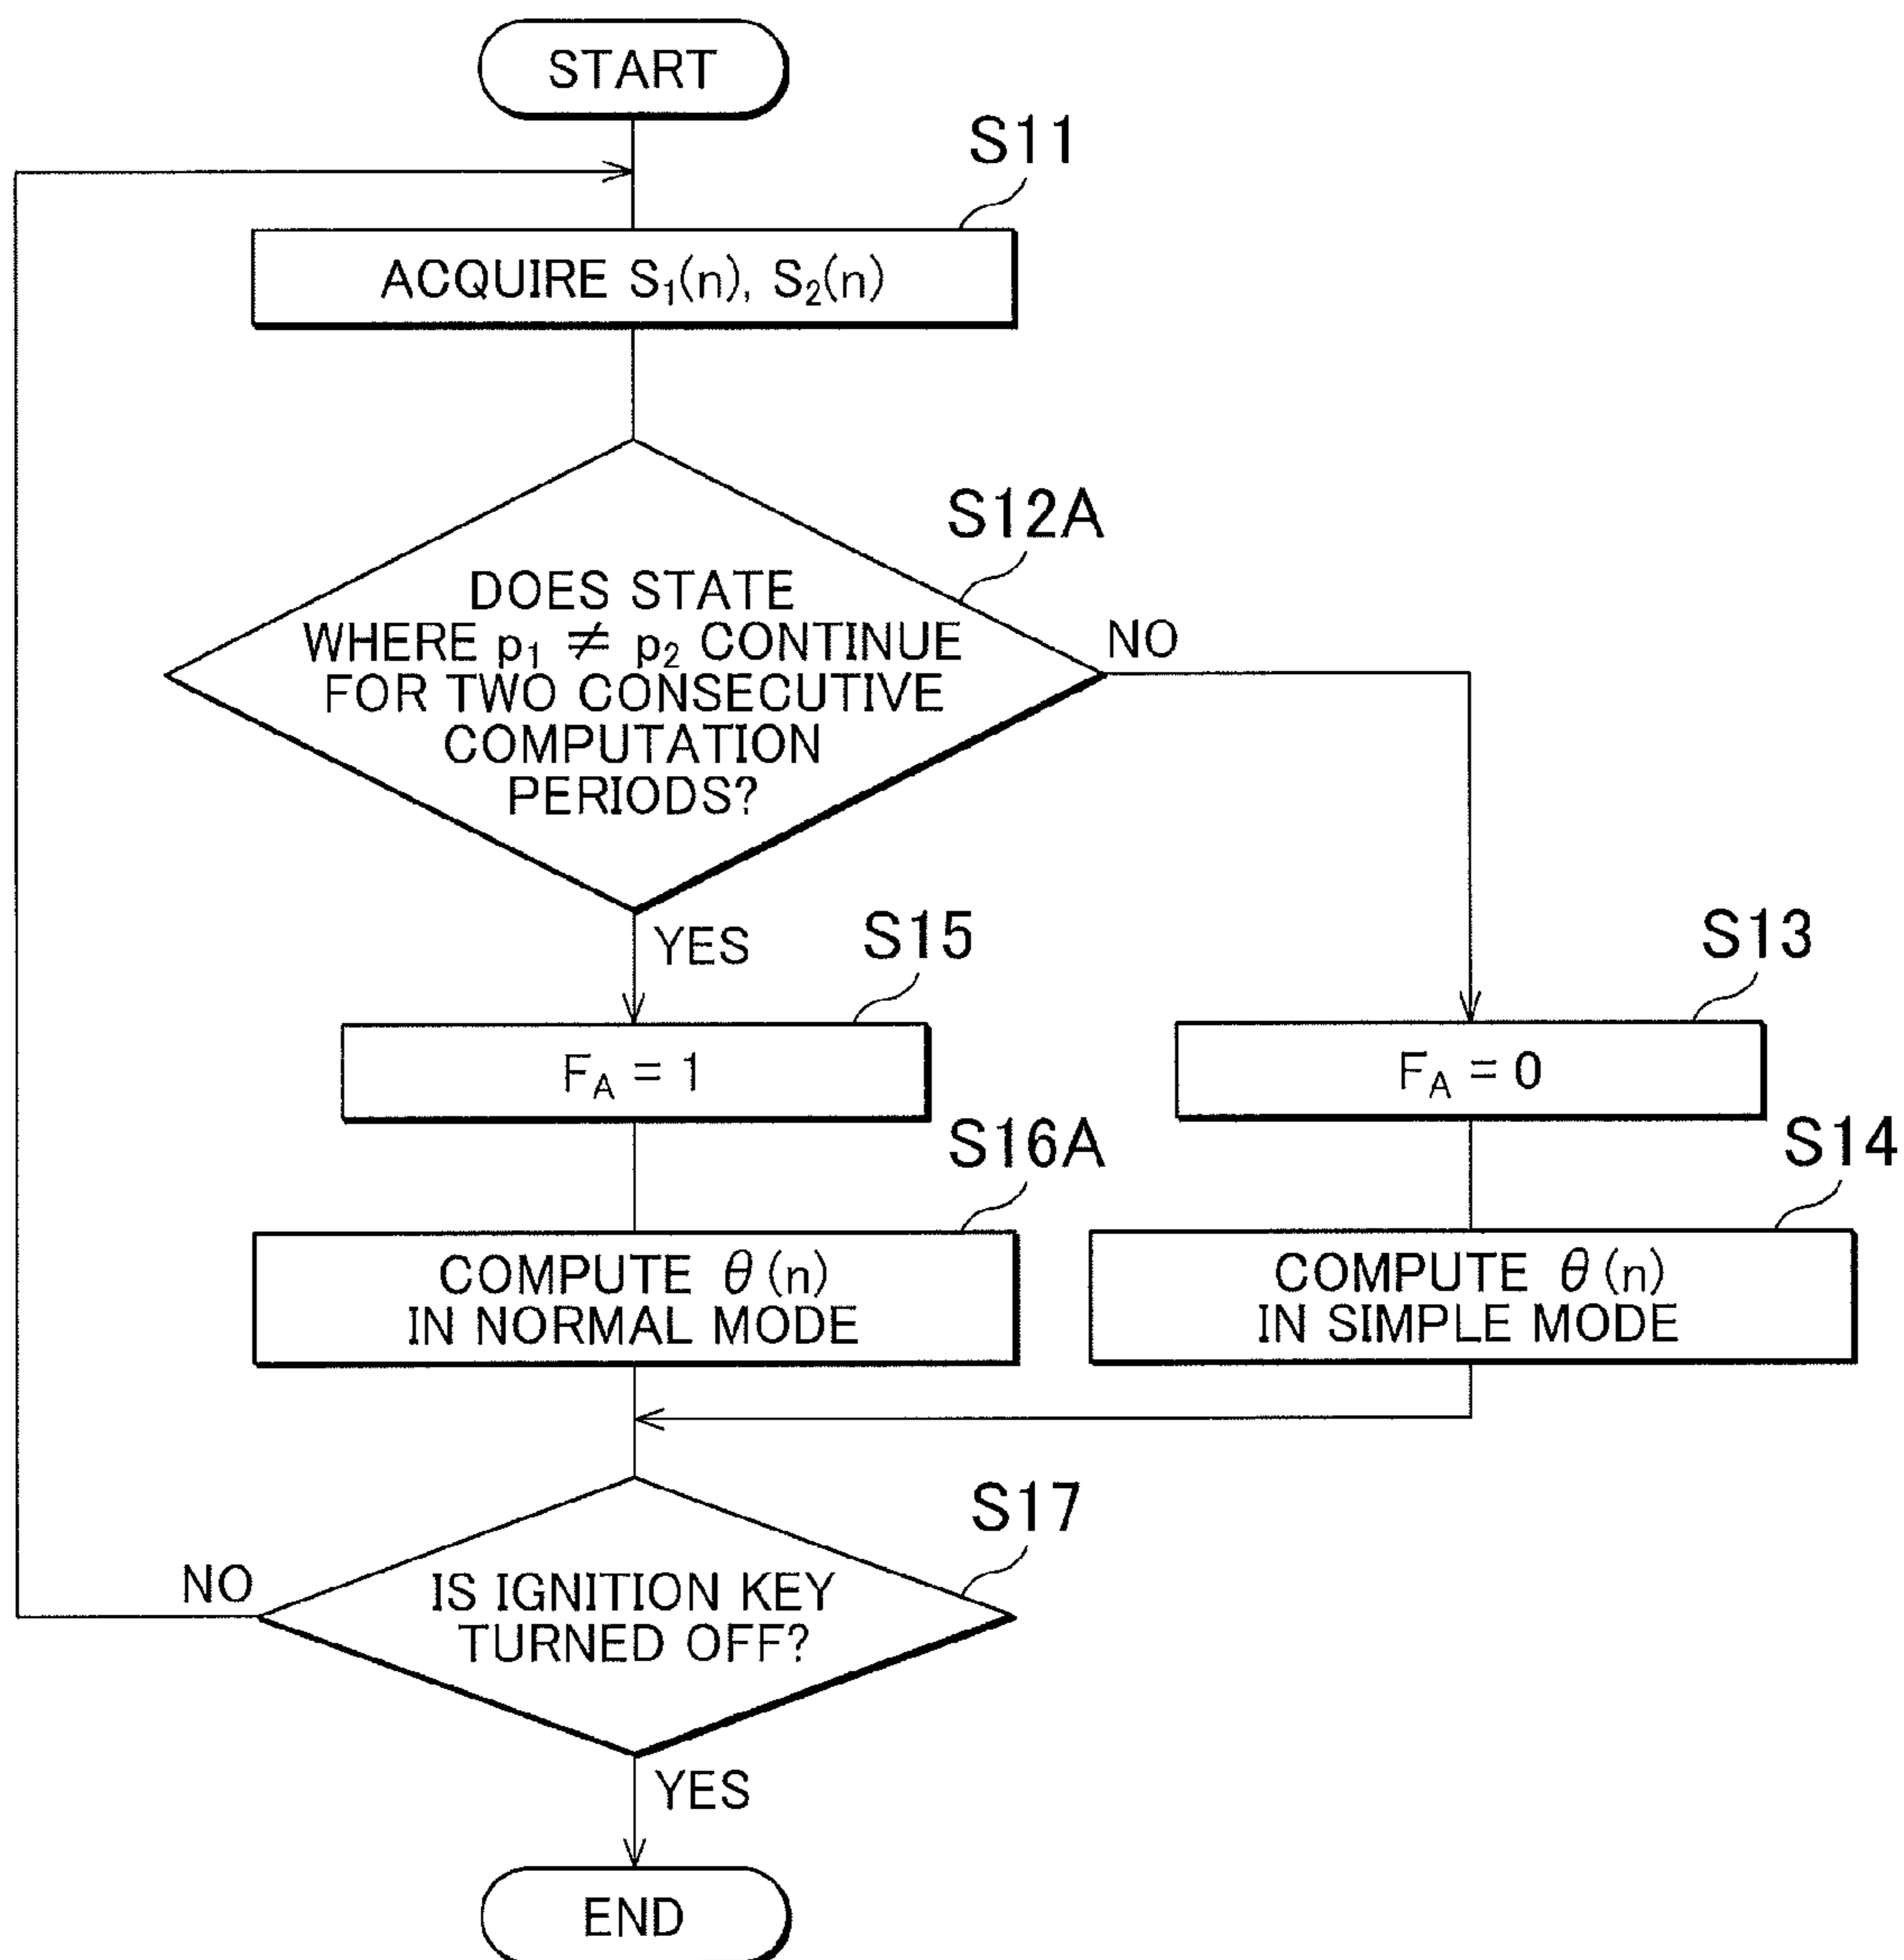 START
S11
ACQUIRE S₁(n), S₂(n)
S12A
DOES STATE
WHERE p₁ ≠ p₂ CONTINUE
FOR TWO CONSECUTIVE
COMPUTATION
PERIODS?
NO
YES
S15
F_A = 1
S13
F_A = 0
S16A
COMPUTE θ(n)
IN NORMAL MODE
S14
COMPUTE θ(n)
IN SIMPLE MODE
S17
IS IGNITION KEY
TURNED OFF?
NO
YES
END